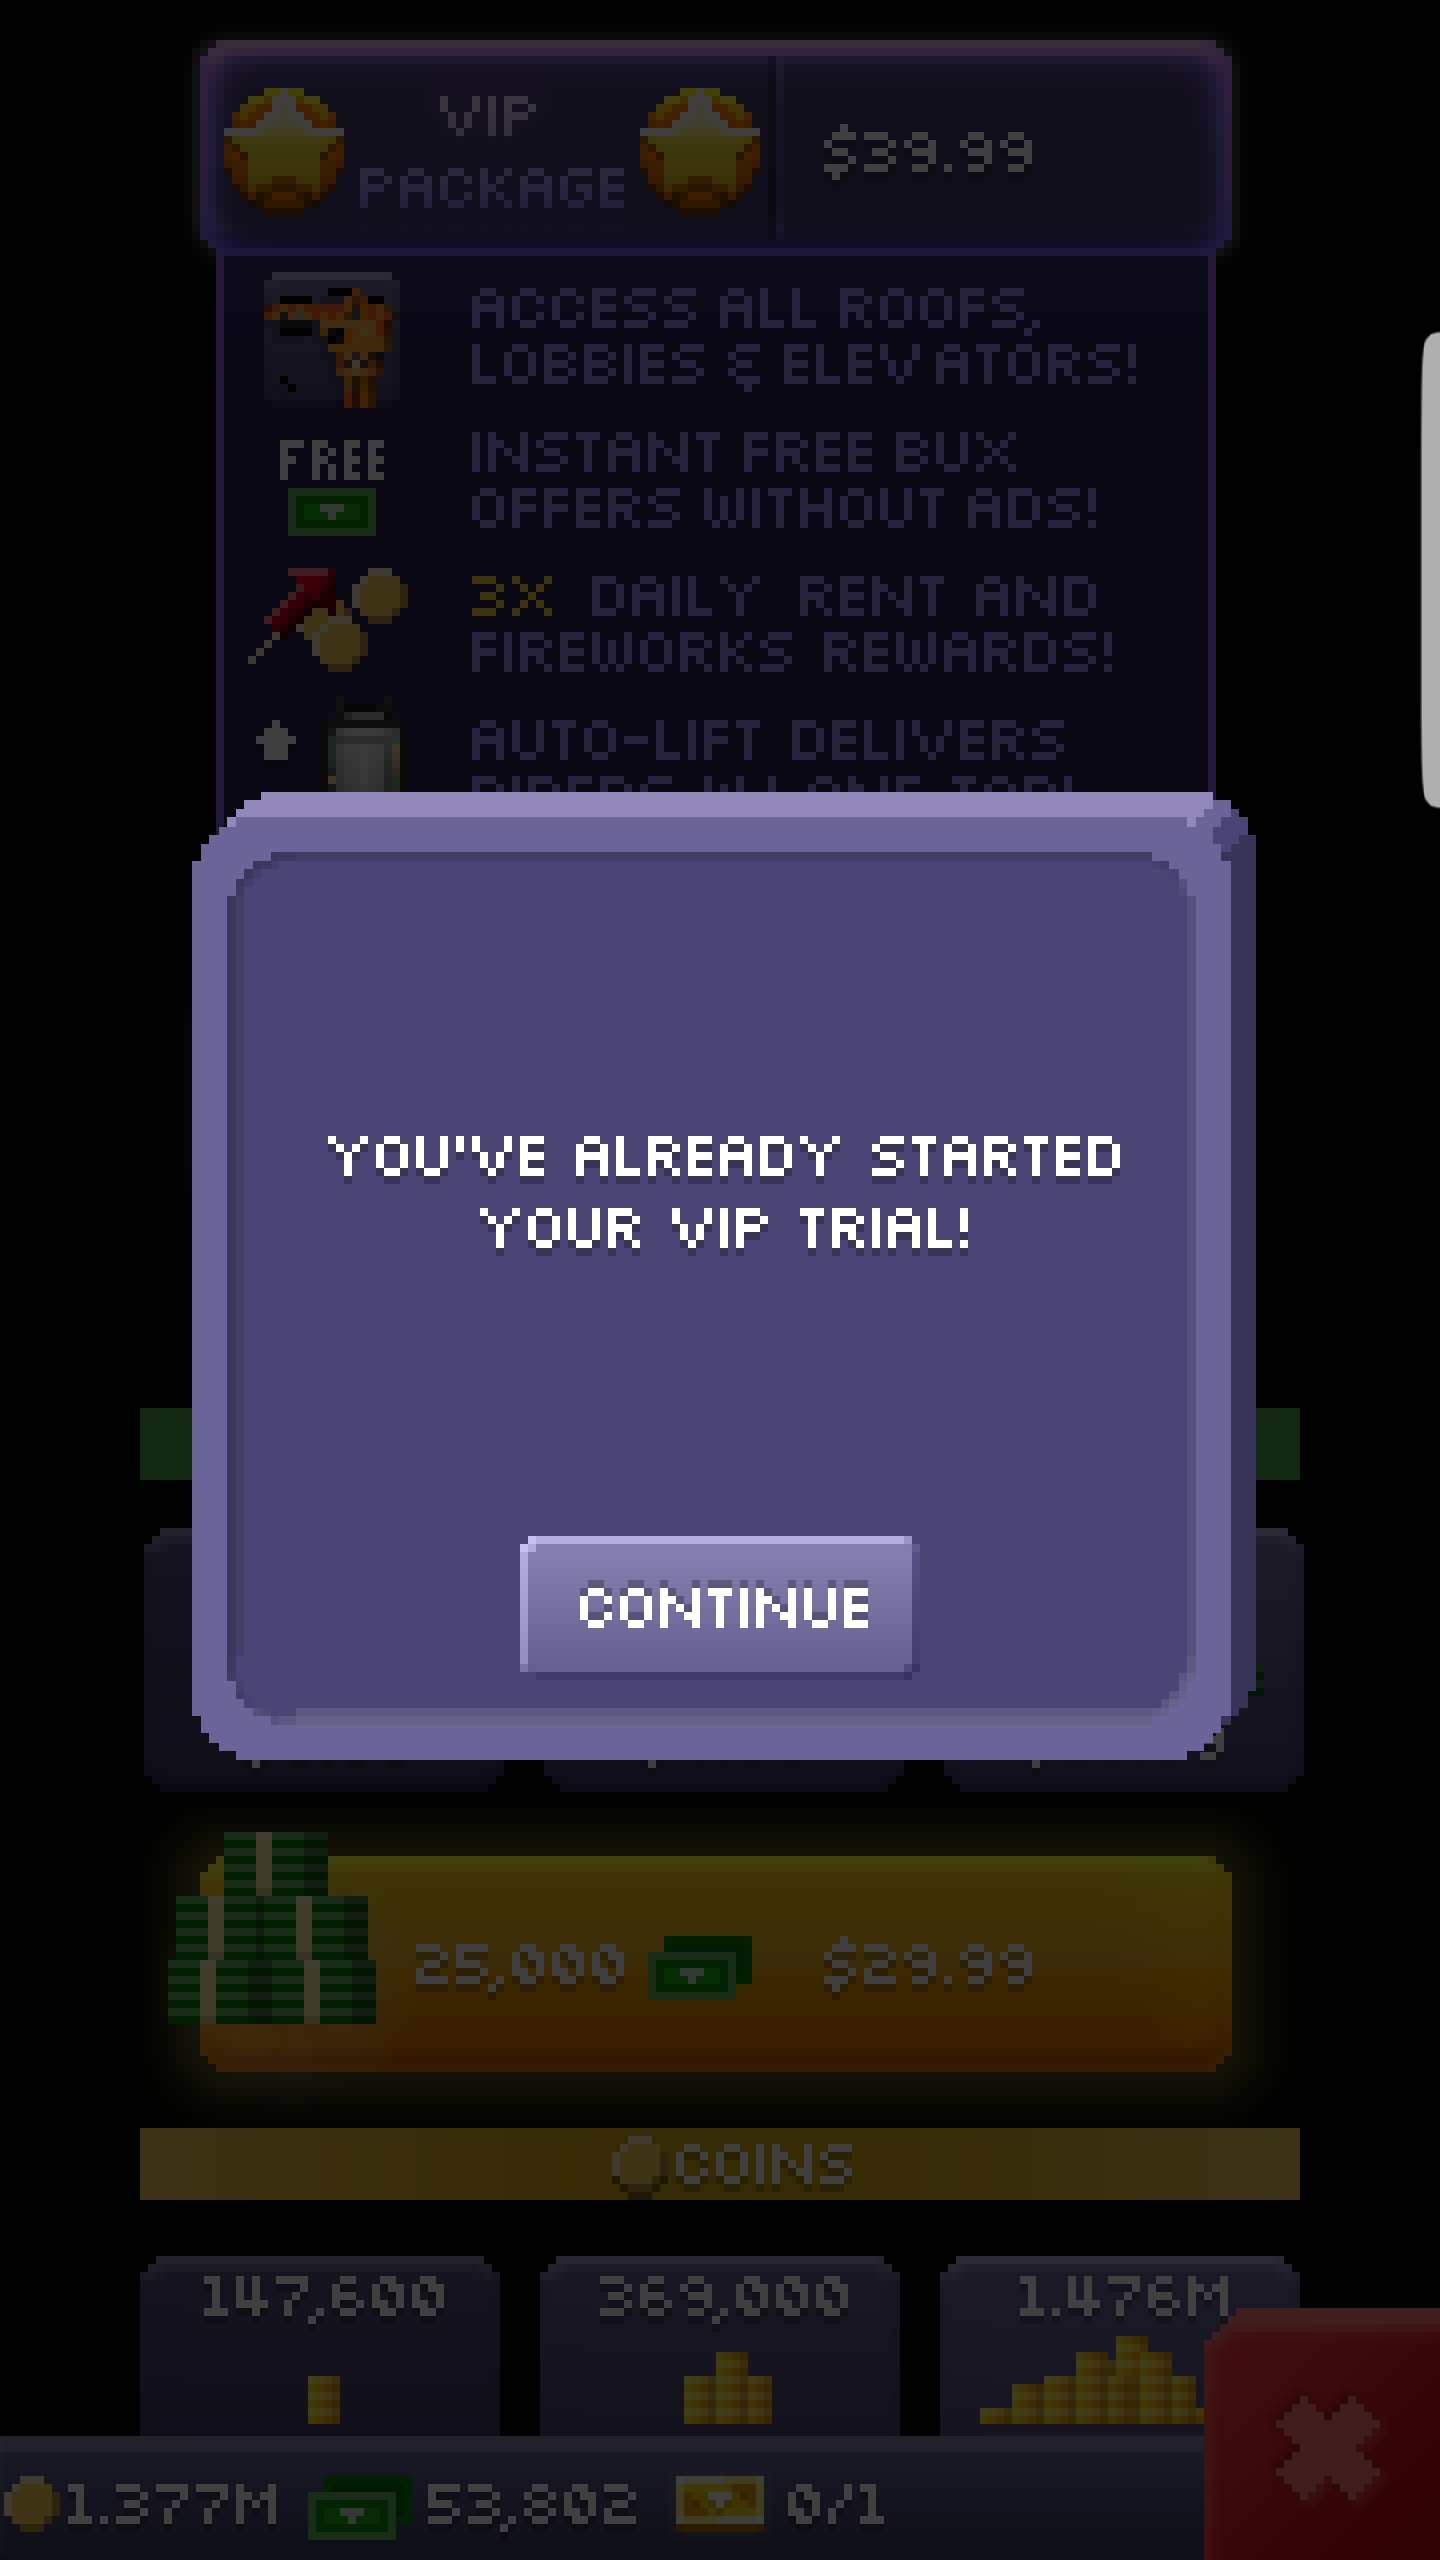 VIP
PACKAGE
$39.99
ACCESS ALL ROOFS,
LOBBIES & ELEVATORS!
FREE
INSTANT FREE BUX
OFFERS WITHOUT ADS!
3X DAILY RENT AND
FIREWORKS REWARDS!
AUTO-LIFT DELIVERS
YOU'VE ALREADY STARTED
YOUR VIP TRIAL!
CONTINUE
25,000 $29.99
COINS
147,600 369,000 1.476M
1.377M 53,802 0/1